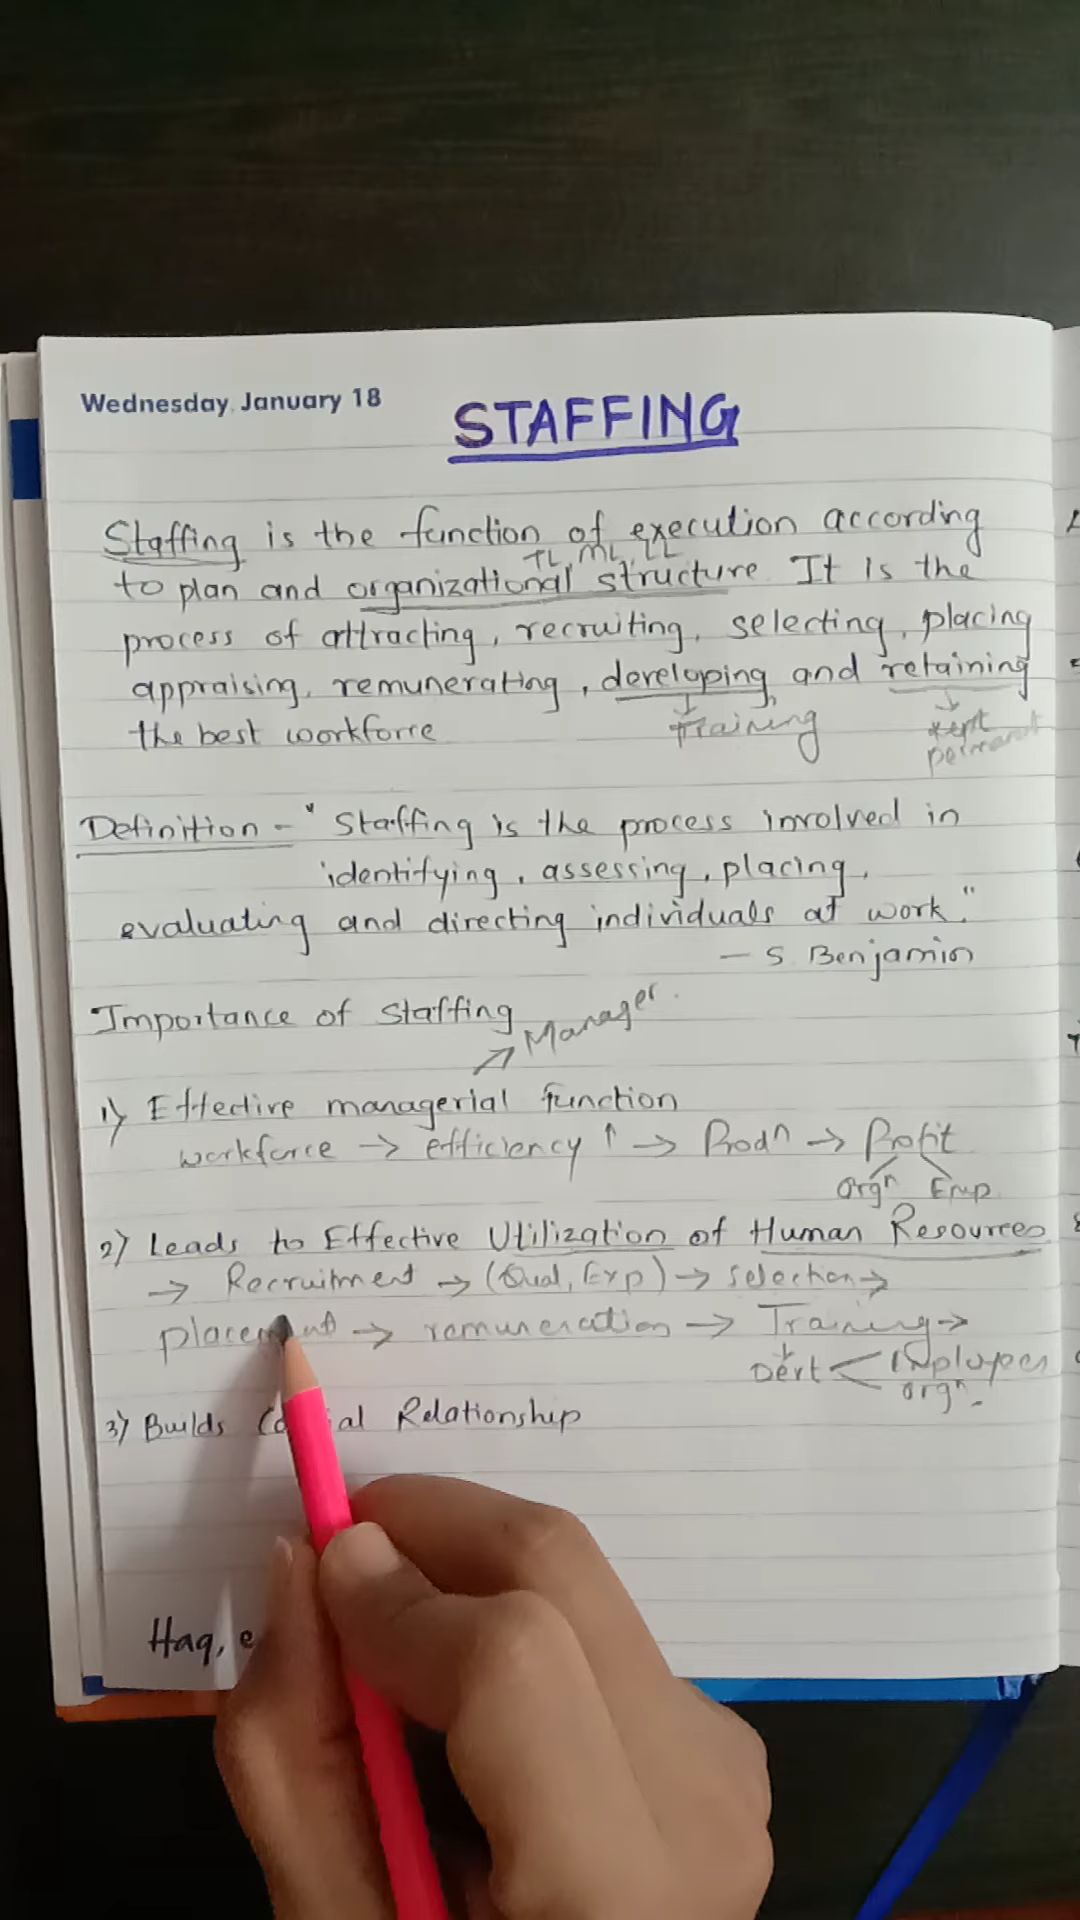 Wednesday, January 18
STAFFING
Staffing is the function of execution according
TL, ML, LL
to plan and organizational structure It is the
process of attracting, recruiting, selecting, placing
appraising, remunerating, developing and retaining
the best workforce
Training
kept
permanent
Definition - " Staffing is the process involved in
identifying, assessing, placing,
evaluating and directing individuals at work."
- S. Benjamin
Importance of Staffing
Manager.
1) Effective managerial function
workforce → efficiency ↑ → Prodn → Profit
Orgn Emp
2) Leads to Effective Utilization of Human Resources
→ Recruitment → (Qual, Exp) → selection →
placement → remuneration → Training →
Devt < Employees
orgn.
3) Builds Relationship
Haq,